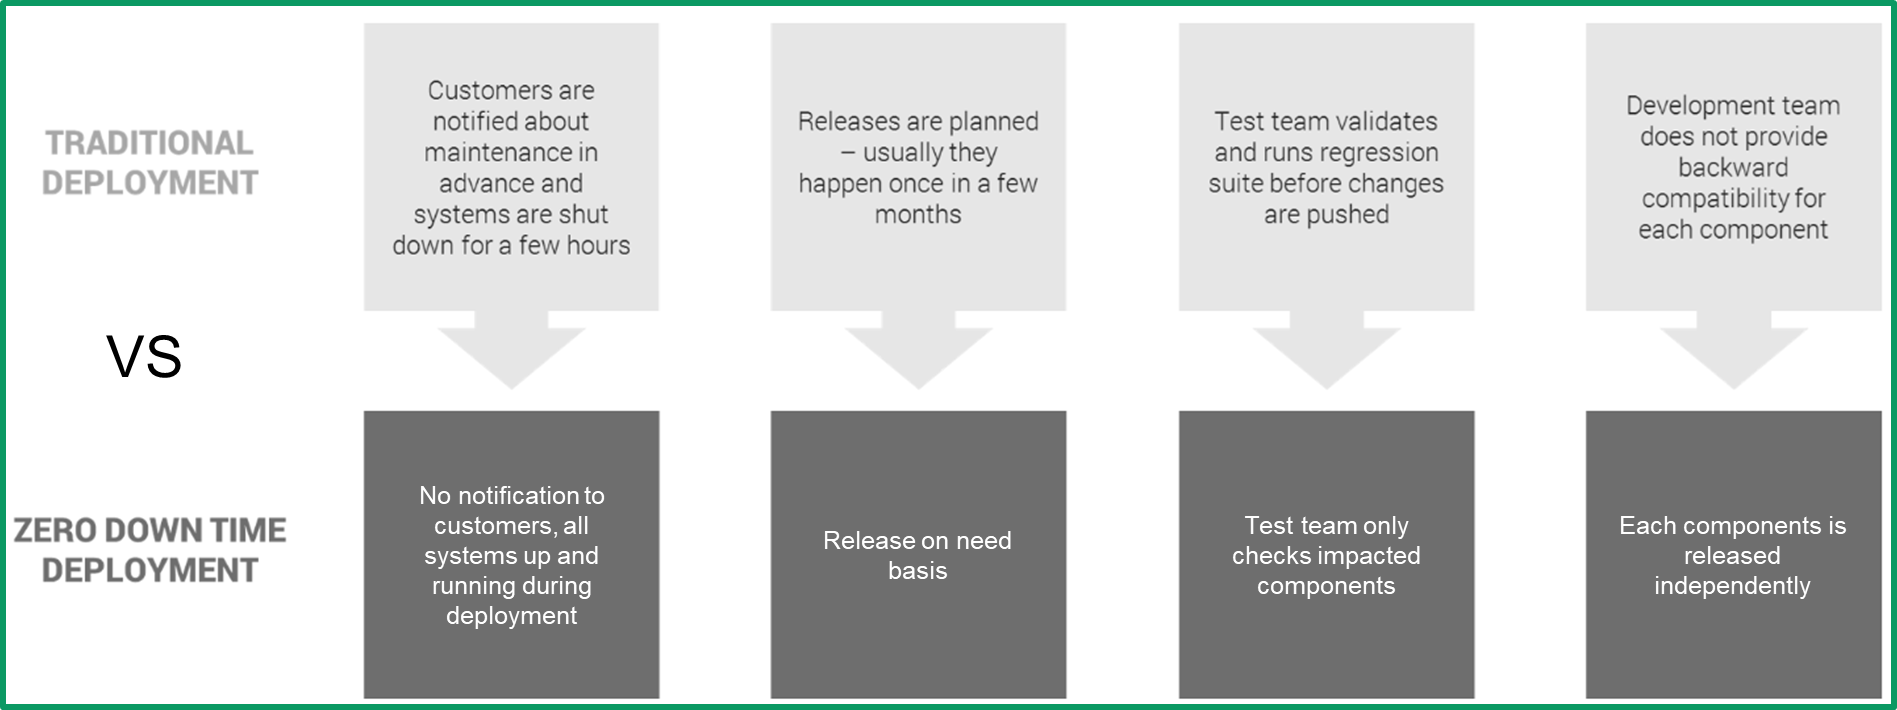 TRADITIONAL
DEPLOYMENT
Customers are
notified about
maintenance in
advance and
systems are shut
down for a few hours
Releases are planned
– usually they
happen once in a few
months
Test team validates
and runs regression
suite before changes
are pushed
Development team
does not provide
backward
compatibility for
each component
VS
ZERO DOWN TIME
DEPLOYMENT
No notification to
customers, all
systems up and
running during
deployment
Release on need
basis
Test team only
checks impacted
components
Each components is
released
independently